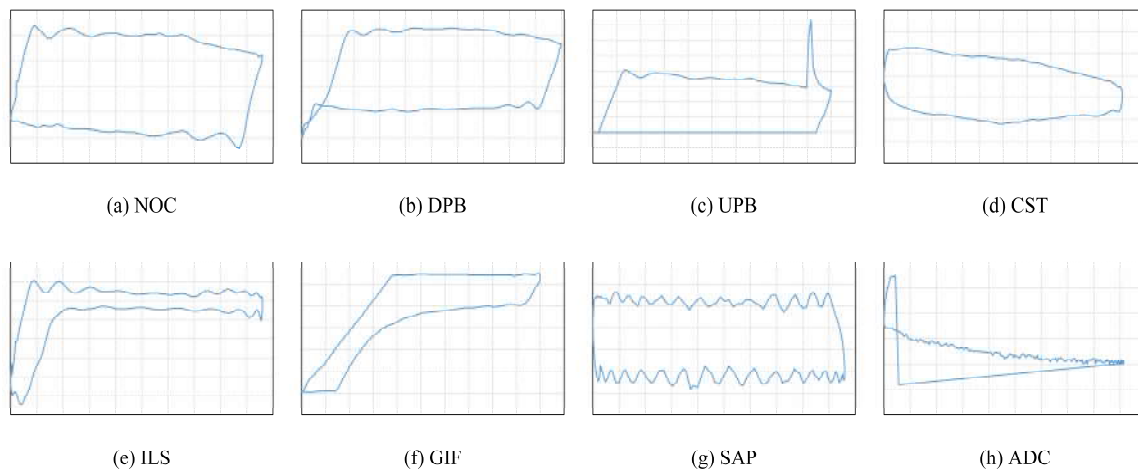 (a) NOC
(b) DPB
(c) UPB
(d) CST
(e) ILS
(f) GIF
(g) SAP
(h) ADC